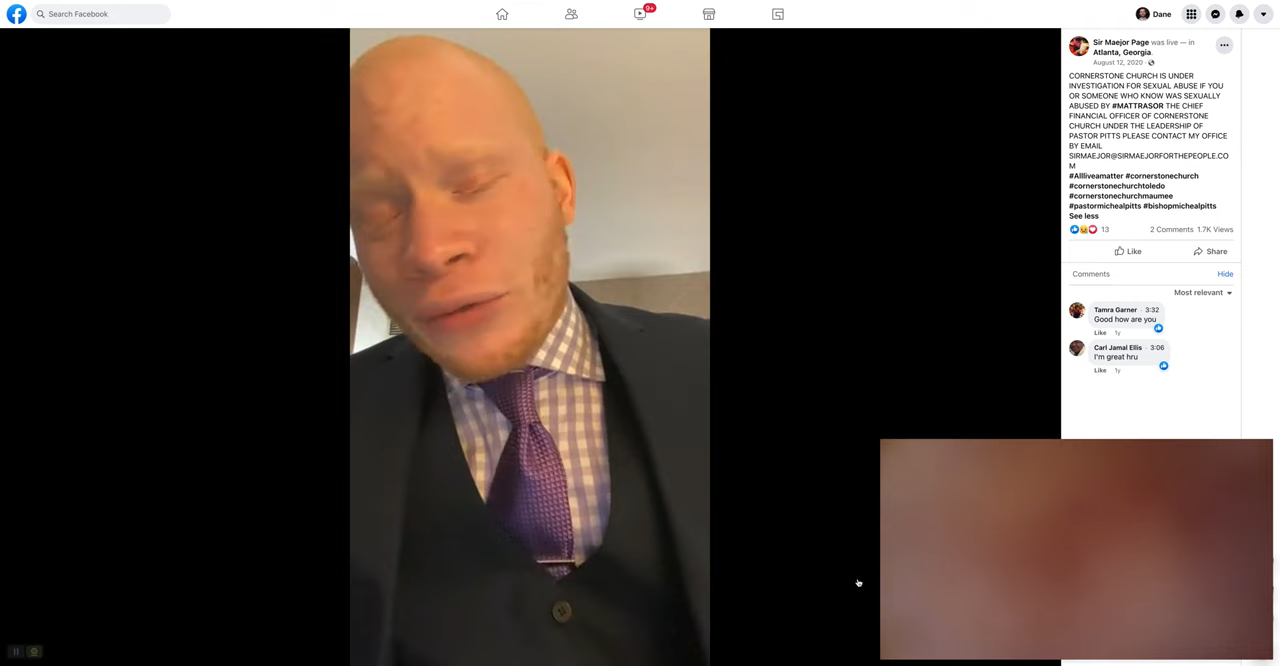 Search Facebook
9+
Dane
Sir Maejor Page was live — in
Atlanta, Georgia.
August 12, 2020 ·
CORNERSTONE CHURCH IS UNDER
INVESTIGATION FOR SEXUAL ABUSE IF YOU
OR SOMEONE WHO KNOW WAS SEXUALLY
ABUSED BY #MATTRASOR THE CHIEF
FINANCIAL OFFICER OF CORNERSTONE
CHURCH UNDER THE LEADERSHIP OF
PASTOR PITTS PLEASE CONTACT MY OFFICE
BY EMAIL
SIRMAEJOR@SIRMAEJORFORTHEPEOPLE.CO
M
#Allliveamatter #cornerstonechurch
#cornerstonechurchtoledo
#cornerstonechurchmaumee
#pastormichealpitts #bishopmichealpitts
See less
13
2 Comments 1.7K Views
Like
Share
Comments
Hide
Most relevant
Tamra Garner · 3:32
Good how are you
Like 1y
Carl Jamal Ellis · 3:06
I'm great hru
Like 1y